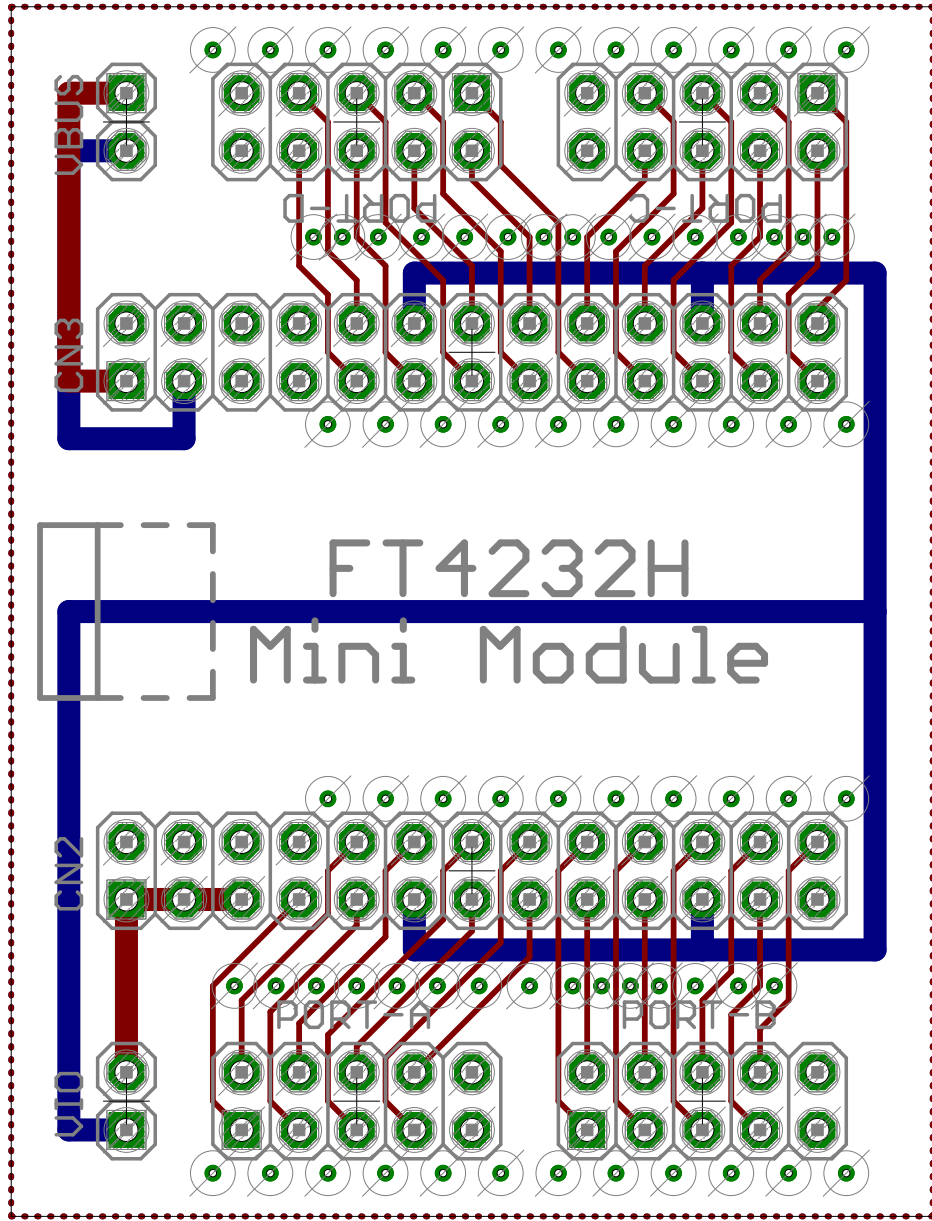 VBUS
PORT-D
PORT-C
CN3
FT4232H
Mini Module
CN2
PORT-A
PORT-B
VIO